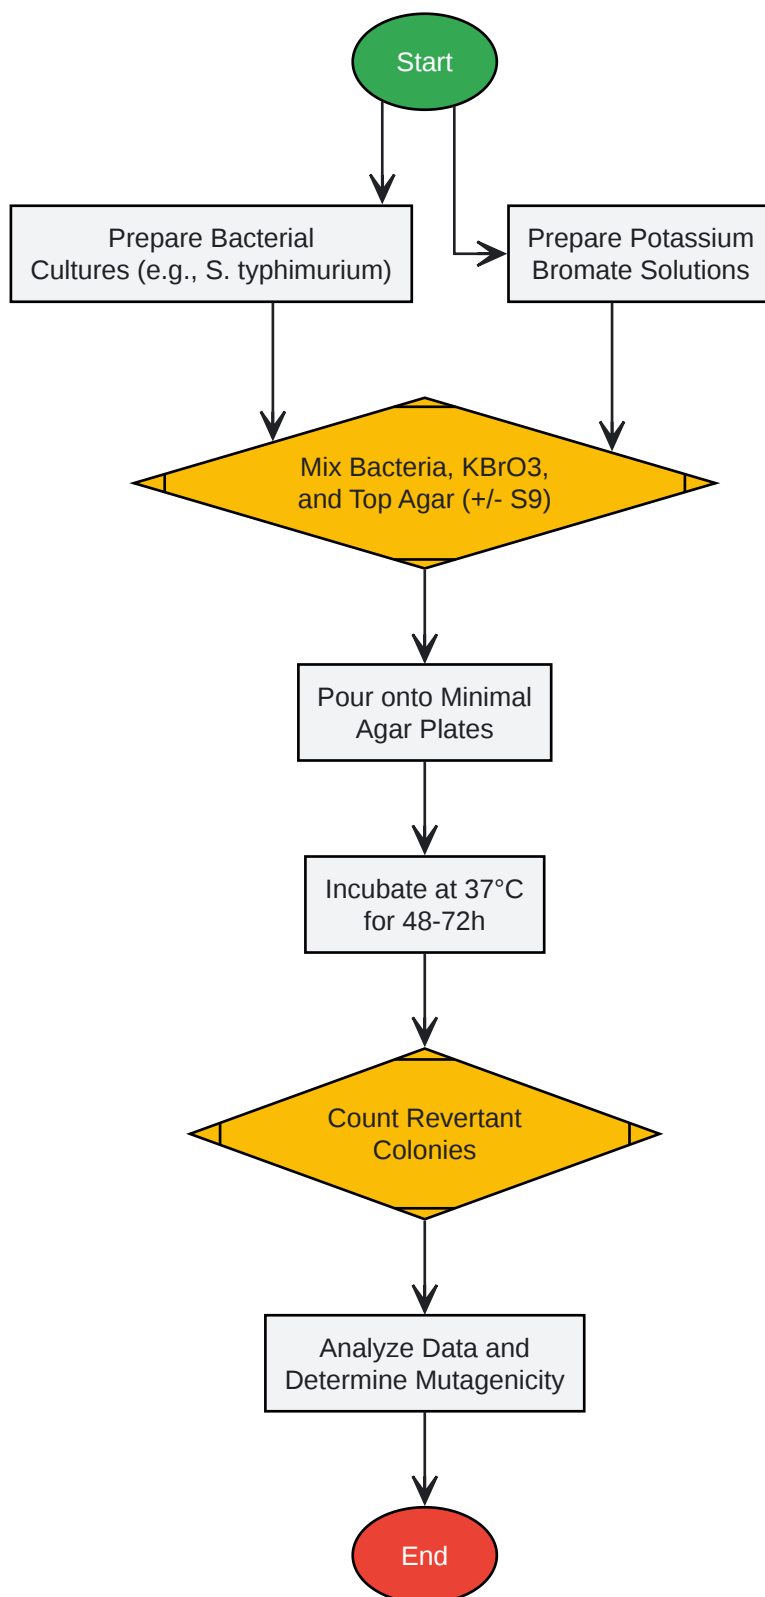 Start
Prepare Bacterial
Cultures (e.g., S. typhimurium)
Prepare Potassium
Bromate Solutions
Mix Bacteria, KBrO3,
and Top Agar (+/- S9)
Pour onto Minimal
Agar Plates
Incubate at 37°C
for 48-72h
Count Revertant
Colonies
Analyze Data and
Determine Mutagenicity
End